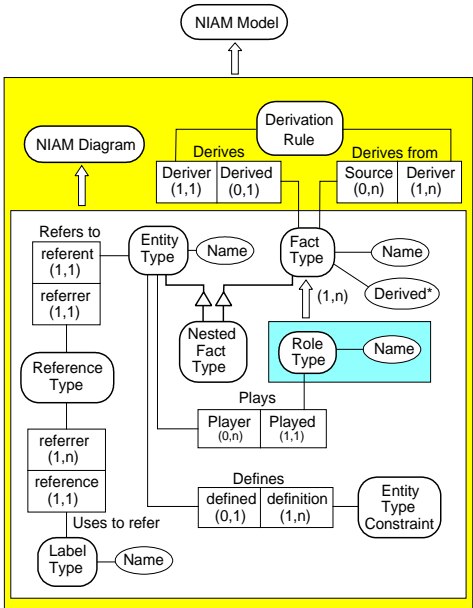 NIAM Model
Derivation
Rule
NIAM Diagram
Derives
Derives from
Deriver
(1,1)
Derived
(0,1)
Source
(0,n)
Deriver
(1,n)
Refers to
referent
(1,1)
referrer
(1,1)
Entity
Type
Name
Fact
Type
Name
Derived*
(1,n)
Nested
Fact
Type
Role
Type
Name
Reference
Type
Plays
Player
(0,n)
Played
(1,1)
referrer
(1,n)
reference
(1,1)
Defines
defined
(0,1)
definition
(1,n)
Entity
Type
Constraint
Uses to refer
Label
Type
Name